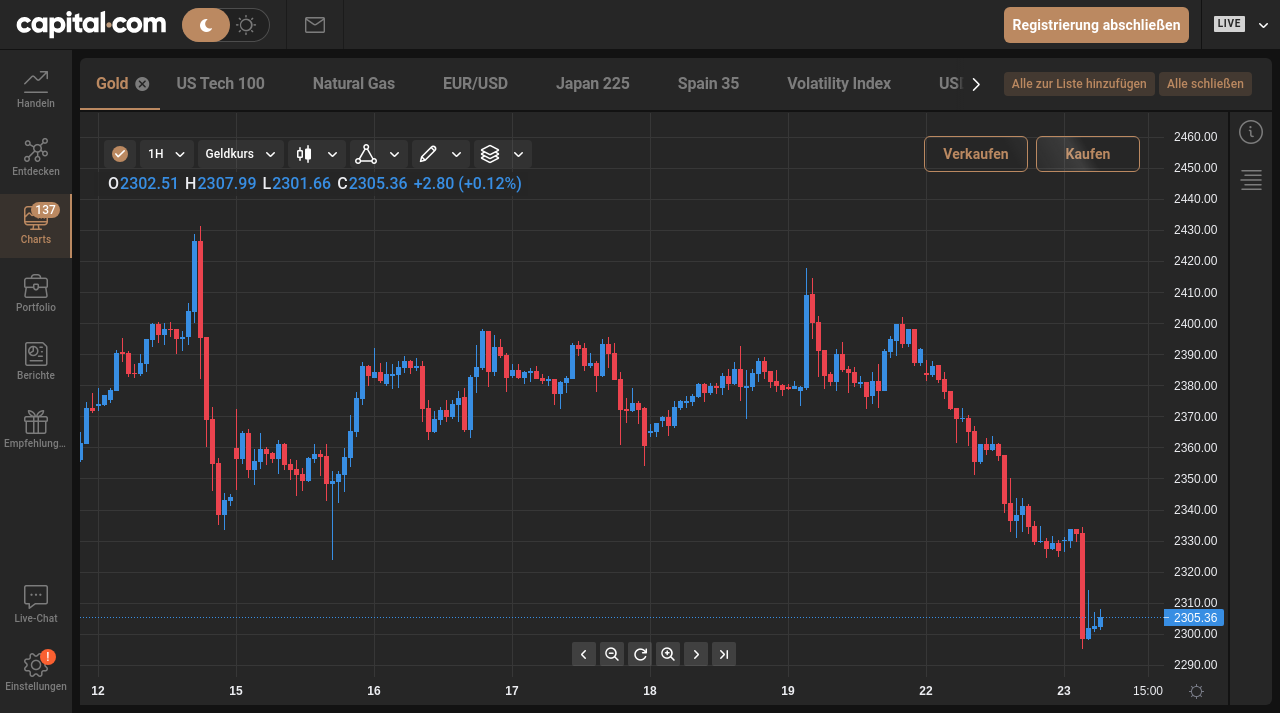 capital.com
Registrierung abschließen
LIVE
Handeln
Entdecken
137
Charts
Portfolio
Berichte
Empfehlung...
Live-Chat
!
Einstellungen
Gold
US Tech 100
Natural Gas
EUR/USD
Japan 225
Spain 35
Volatility Index
Alle zur Liste hinzufügen
Alle schließen
1H
Geldkurs
Verkaufen
Kaufen
O2302.51 H2307.99 L2301.66 C2305.36 +2.80 (+0.12%)
2460.00
2450.00
2440.00
2430.00
2420.00
2410.00
2400.00
2390.00
2380.00
2370.00
2360.00
2350.00
2340.00
2330.00
2320.00
2310.00
2305.36
2300.00
2290.00
12
15
16
17
18
19
22
23
15:00